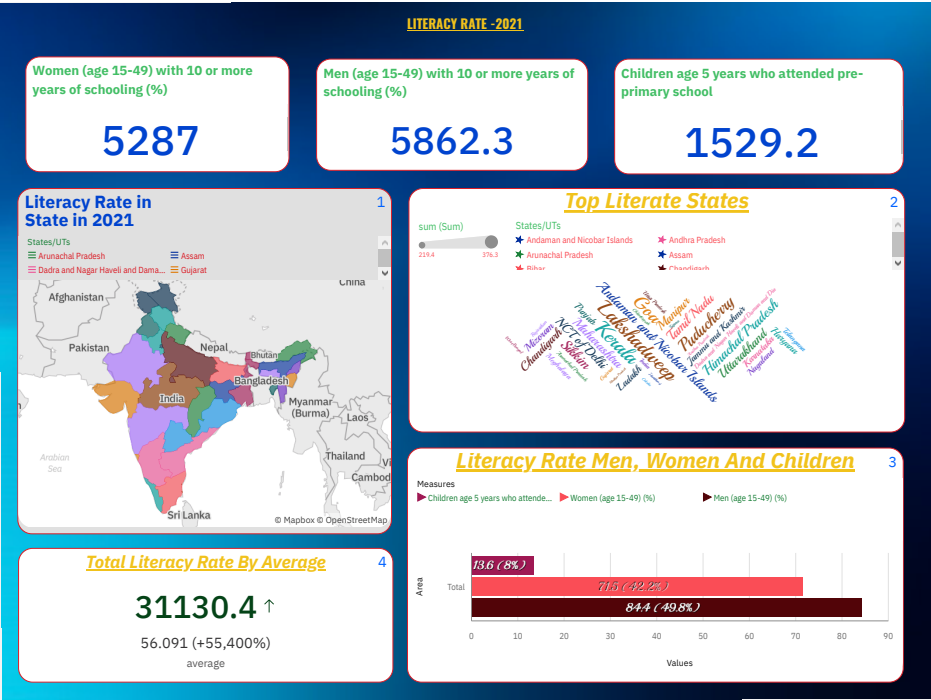 LITERACY RATE -2021
Women (age 15-49) with 10 or more
years of schooling (%)
5287
Men (age 15-49) with 10 or more years of
schooling (%)
5862.3
Children age 5 years who attended pre-
primary school
1529.2
Literacy Rate in
State in 2021
1
States/UTs
Arunachal Pradesh
Assam
Dadra and Nagar Haveli and Dama...
Gujarat
China
Afghanistan
Pakistan
Nepal
Bhutan
Bangladesh
India
Myanmar
(Burma)
Laos
Thailand
Vi
Cambod
Arabian
Sea
Sri Lanka
© Mapbox © OpenStreetMap
Top Literate States
2
sum (Sum)
219.4
376.3
States/UTs
Andaman and Nicobar Islands
Andhra Pradesh
Arunachal Pradesh
Assam
Bihar
Chandigarh
Andaman and Nicobar Islands
Lakshadweep
Kerala
Goa
Puducherry
Himachal Pradesh
Tamil Nadu
Manipur
NCT of Delhi
Maharashtra
Punjab
Sikkim
Chandigarh
Mizoram
Ladakh
Uttarakhand
Jammu and Kashmir
Karnataka
Haryana
Telangana
Nagaland
Meghalaya
Literacy Rate Men, Women And Children
3
Measures
Children age 5 years who attende...
Women (age 15-49) (%)
Men (age 15-49) (%)
Area
Total
13.6 (8%)
71.5 (42.2%)
84.4 (49.8%)
0 10 20 30 40 50 60 70 80 90
Values
Total Literacy Rate By Average
4
31130.4 ↑
56.091 (+55,400%)
average